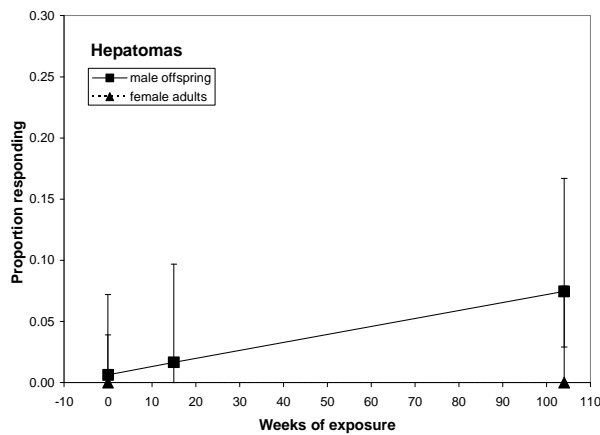 Hepatomas
male offspring
female adults
Proportion responding
0.30
0.25
0.20
0.15
0.10
0.05
0.00
-10 0 10 20 30 40 50 60 70 80 90 100 110
Weeks of exposure